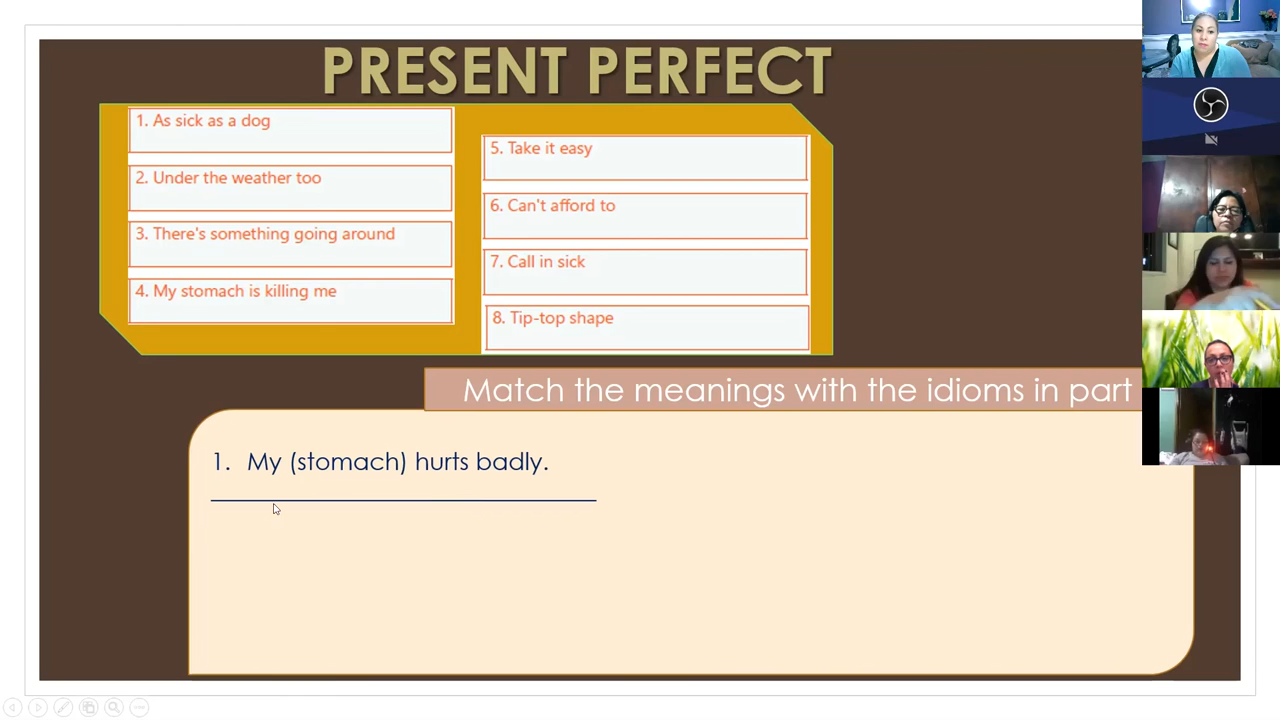 PRESENT PERFECT
1. As sick as a dog
2. Under the weather too
3. There's something going around
4. My stomach is killing me
5. Take it easy
6. Can't afford to
7. Call in sick
8. Tip-top shape
Match the meanings with the idioms in part
1. My (stomach) hurts badly.